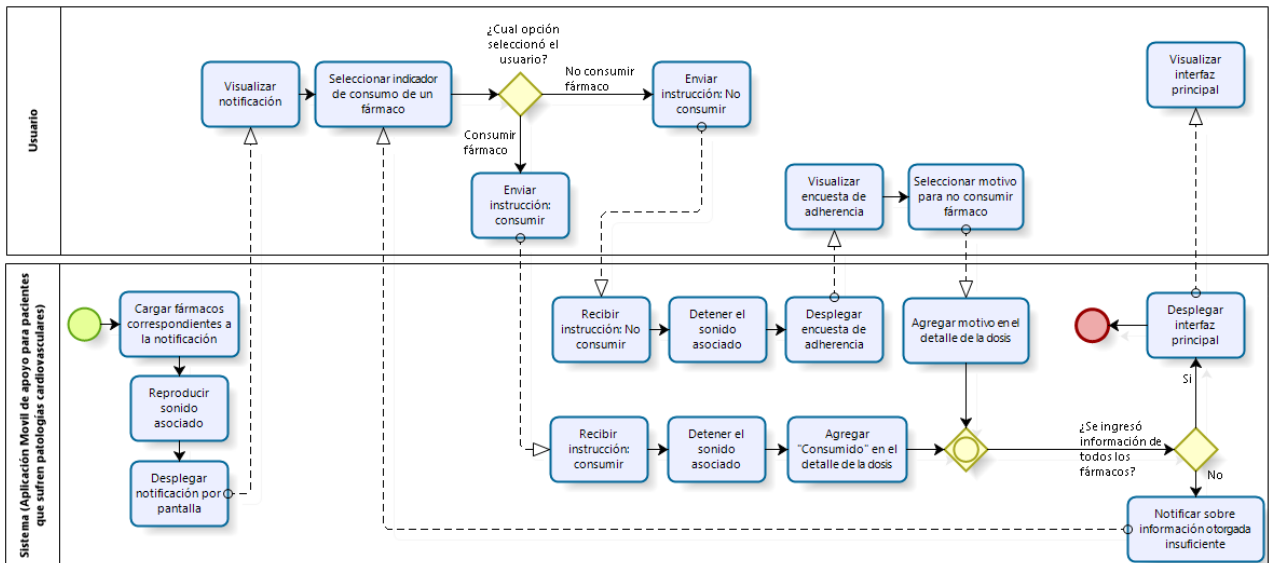 Usuario
¿Cual opción
seleccionó el
usuario?
Visualizar
notificación
Seleccionar indicador
de consumo de un
fármaco
No consumir
fármaco
Enviar
instrucción: No
consumir
Consumir
fármaco
Enviar
instrucción:
consumir
Visualizar
encuesta de
adherencia
Seleccionar motivo
para no consumir
fármaco
Visualizar
interfaz
principal
Sistema (Aplicación Movil de apoyo para pacientes
que sufren patologías cardiovasculares)
Cargar fármacos
correspondientes a
la notificación
Reproducir
sonido
asociado
Desplegar
notificación por
pantalla
Recibir
instrucción: No
consumir
Detener el
sonido
asociado
Desplegar
encuesta de
adherencia
Agregar motivo en el
detalle de la dosis
Desplegar
interfaz
principal
Si
Recibir
instrucción:
consumir
Detener el
sonido
asociado
Agregar
"Consumido" en el
detalle de la dosis
¿Se ingresó
información de
todos los
fármacos?
No
Notificar sobre
información otorgada
insuficiente